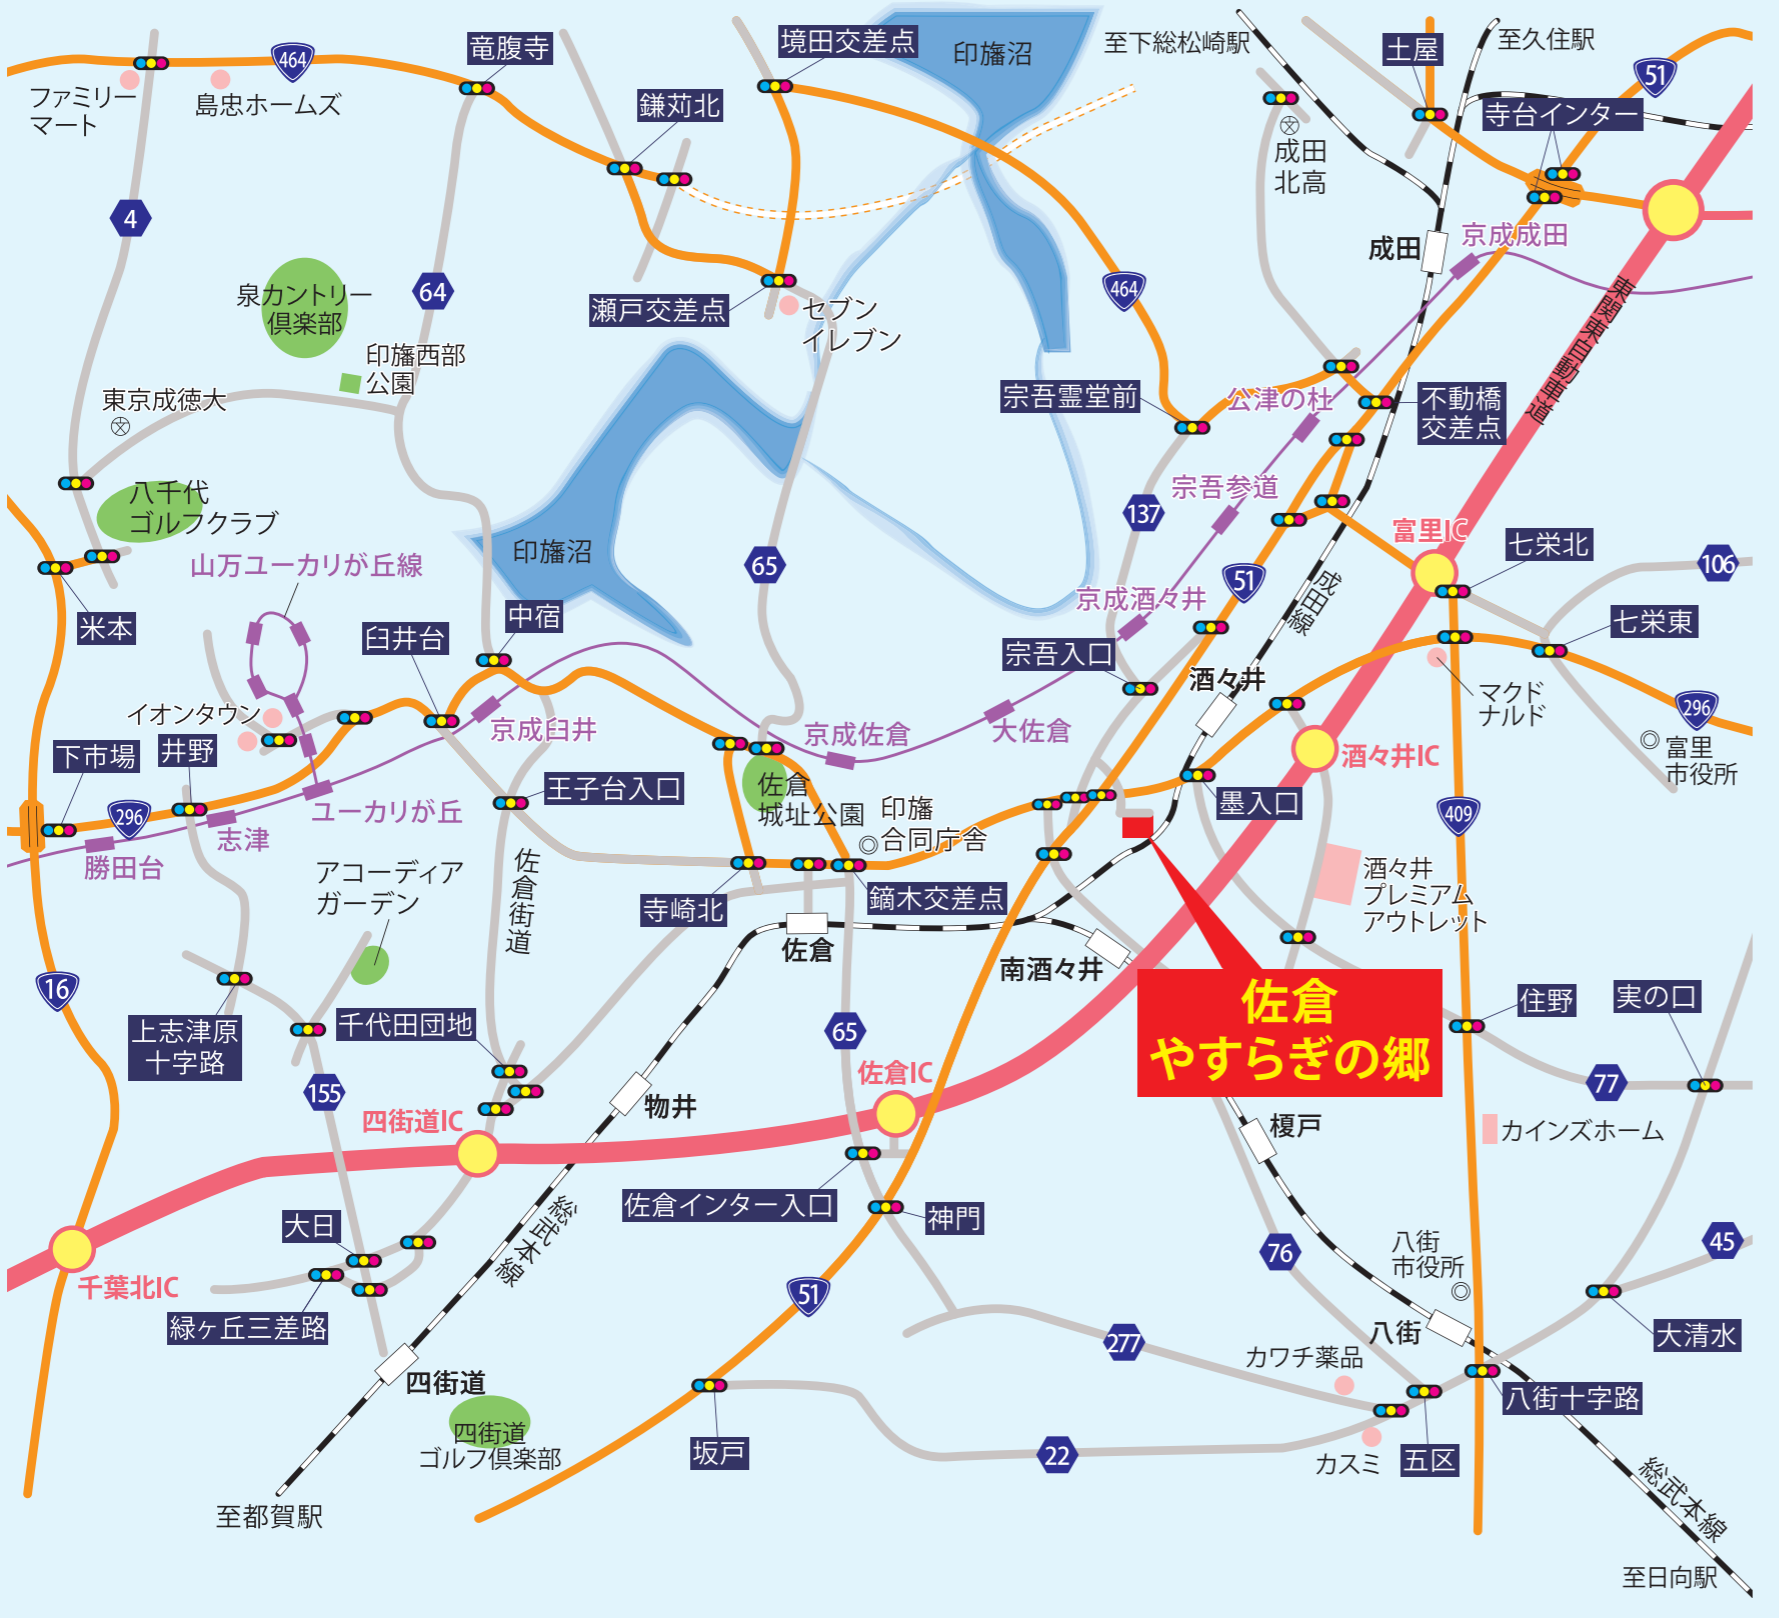 464
竜腹寺
境田交差点
印旛沼
至下総松崎駅
土屋
至久住駅
51
ファミリー
マート
島忠ホームズ
鎌苅北
寺台インター
成田
北高
4
成田
京成成田
泉カントリー
倶楽部
64
瀬戸交差点
セブン
イレブン
464
東関東自動車道
印旛西部
公園
東京成徳大
宗吾霊堂前
公津の杜
不動橋
交差点
八千代
ゴルフクラブ
宗吾参道
137
富里IC
七栄北
106
山万ユーカリが丘線
印旛沼
65
51
成田線
京成酒々井
米本
臼井台
中宿
七栄東
宗吾入口
酒々井
マクド
ナルド
296
イオンタウン
京成臼井
京成佐倉
大佐倉
下市場
井野
酒々井IC
富里
市役所
王子台入口
佐倉
城址公園
印旛
合同庁舎
墨入口
296
ユーカリが丘
志津
勝田台
409
アコーディア
ガーデン
佐倉街道
寺崎北
鏑木交差点
酒々井
プレミアム
アウトレット
佐倉
南酒々井
16
上志津原
十字路
千代田団地
65
佐倉
やすらぎの郷
住野
実の口
155
四街道IC
物井
佐倉IC
77
榎戸
カインズホーム
大日
総武本線
佐倉インター入口
神門
76
八街
市役所
45
千葉北IC
緑ヶ丘三差路
51
八街
大清水
277
カワチ薬品
四街道
四街道
ゴルフ倶楽部
坂戸
22
カスミ
五区
八街十字路
総武本線
至都賀駅
至日向駅